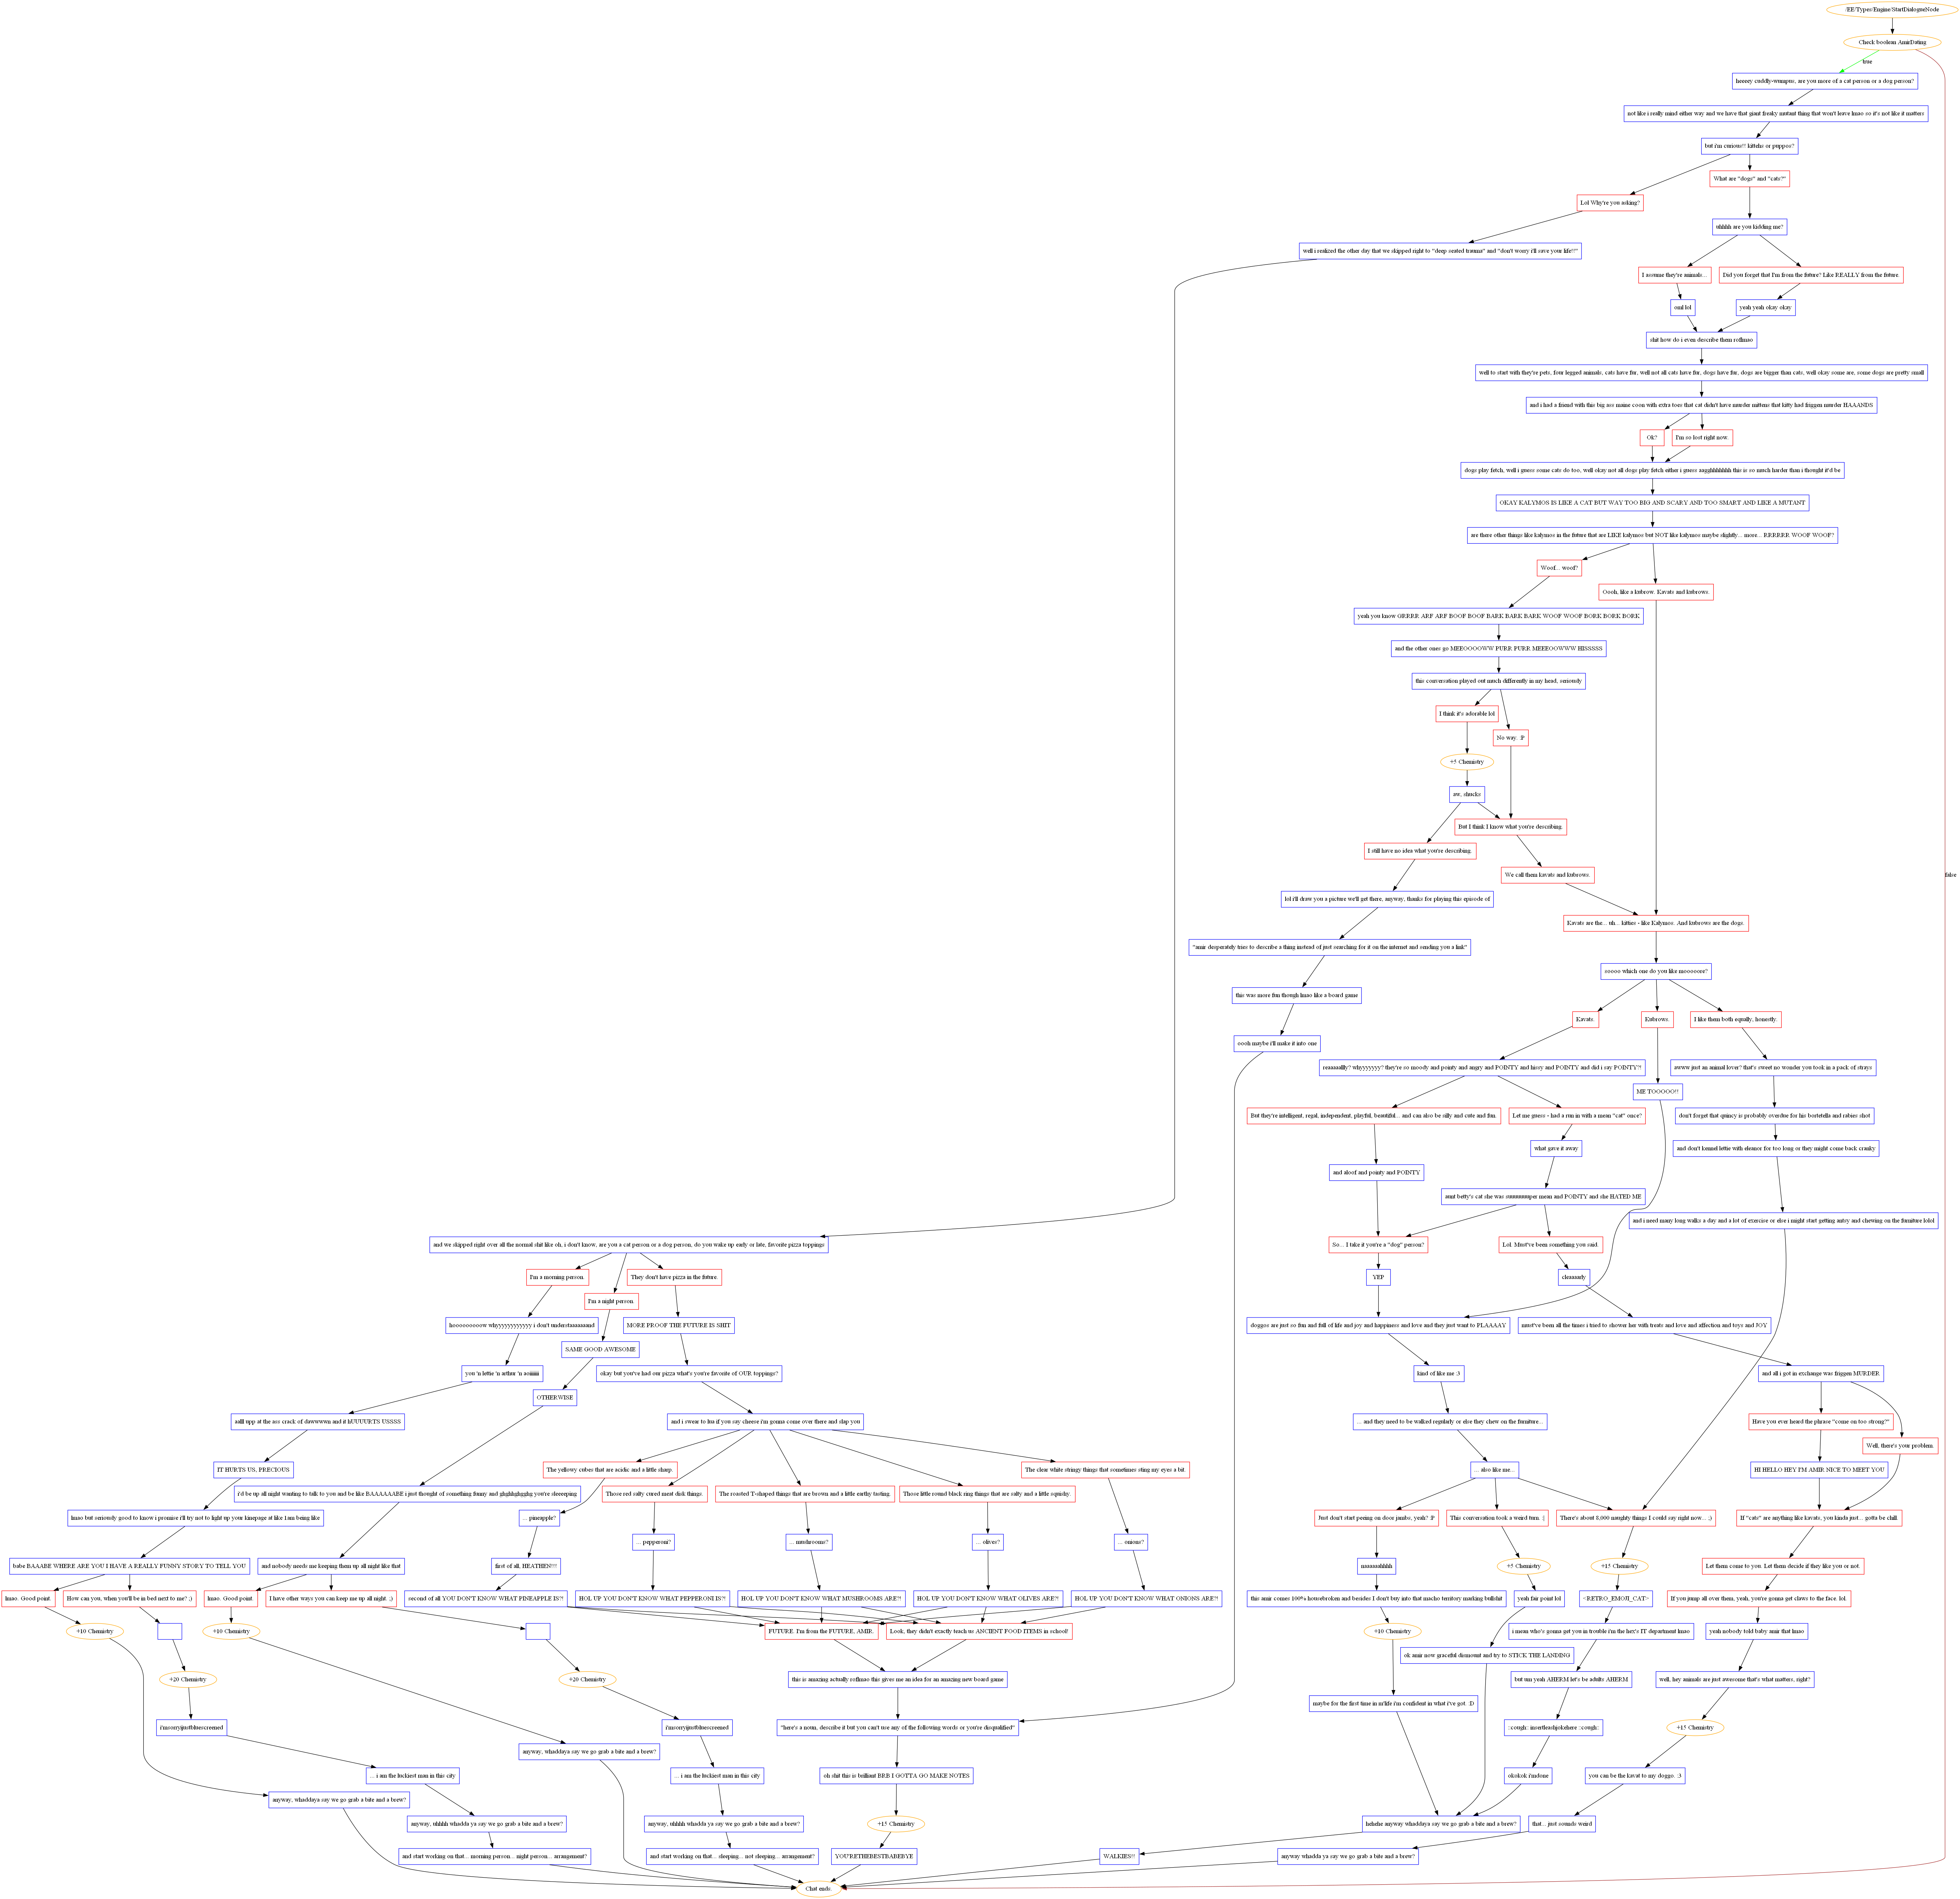 /EE/Types/Engine/StartDialogueNode
Check boolean AmirDating
true
heeeey cuddly-wumpus, are you more of a cat person or a dog person?
not like i really mind either way and we have that giant freaky mutant thing that won't leave lmao so it's not like it matters
but i'm curious!! kittehs or puppos?
What are "dogs" and "cats?"
Lol Why're you asking?
uhhhh are you kidding me?
well i realized the other day that we skipped right to "deep seated trauma" and "don't worry i'll save your life!!"
I assume they're animals...
Did you forget that I'm from the future? Like REALLY from the future.
omf lol
yeah yeah okay okay
shit how do i even describe them roflmao
well to start with they're pets, four legged animals, cats have fur, well not all cats have fur, dogs have fur, dogs are bigger than cats, well okay some are, some dogs are pretty small
and i had a friend with this big ass maine coon with extra toes that cat didn't have murder mittens that kitty had friggen murder HAAANDS
Ok?
I'm so lost right now.
dogs play fetch, well i guess some cats do too, well okay not all dogs play fetch either i guess aagghhhhhhh this is so much harder than i thought it'd be
OKAY KALYMOS IS LIKE A CAT BUT WAY TOO BIG AND SCARY AND TOO SMART AND LIKE A MUTANT
are there other things like kalymos in the future that are LIKE kalymos but NOT like kalymos maybe slightly... more... RRRRRR WOOF WOOF?
Woof... woof?
Oooh, like a kubrow. Kavats and kubrows.
yeah you know GRRRR ARF ARF BOOF BOOF BARK BARK BARK WOOF WOOF BORK BORK BORK
and the other ones go MEEOOOOWW PURR PURR MEEEOOWWW HISSSSS
this conversation played out much differently in my head, seriously
I think it's adorable lol
No way. :P
+5 Chemistry
aw, shucks
But I think I know what you're describing.
I still have no idea what you're describing.
We call them kavats and kubrows.
false
lol i'll draw you a picture we'll get there, anyway, thanks for playing this episode of
Kavats are the... uh... kitties - like Kalymos. And kubrows are the dogs.
"amir desperately tries to describe a thing instead of just searching for it on the internet and sending you a link"
sooooo which one do you like moooooore?
this was more fun though lmao like a board game
Kavats.
Kubrows.
I like them both equally, honestly.
oooh maybe i'll make it into one
reaaaaallly? whyyyyyyy? they're so moody and pointy and angry and POINTY and hissy and POINTY and did i say POINTY?!
awww just an animal lover? that's sweet no wonder you took in a pack of strays
ME TOOOOO!!
But they're intelligent, regal, independent, playful, beautiful... and can also be silly and cute and fun.
Let me guess - had a run in with a mean "cat" once?
don't forget that quincy is probably overdue for his bortetella and rabies shot
what gave it away
and don't kennel lettie with eleanor for too long or they might come back cranky
and aloof and pointy and POINTY
aunt betty's cat she was suuuuuuuper mean and POINTY and she HATED ME
and i need many long walks a day and a lot of exercise or else i might start getting antsy and chewing on the furniture lolol
and we skipped right over all the normal shit like oh, i don't know, are you a cat person or a dog person, do you wake up early or late, favorite pizza toppings
So... I take it you're a "dog" person?
Lol. Must've been something you said.
I'm a morning person.
They don't have pizza in the future.
YEP
cleaaaarly
I'm a night person.
hooooooooow whyyyyyyyyyyyy i don't understaaaaaaand
MORE PROOF THE FUTURE IS SHIT
doggos are just so fun and full of life and joy and happiness and love and they just want to PLAAAAY
must've been all the times i tried to shower her with treats and love and affection and toys and JOY
SAME GOOD AWESOME
you 'n lettie 'n arthur 'n aoiiiiiii
okay but you've had our pizza what's you're favorite of OUR toppings?
kind of like me :3
and all i got in exchange was friggen MURDER
OTHERWISE
aalll upp at the ass crack of dawwwwn and it hUUUURTS USSSS
and i swear to lua if you say cheese i'm gonna come over there and slap you
... and they need to be walked regularly or else they chew on the furniture...
Have you ever heard the phrase "come on too strong?"
Well, there's your problem.
IT HURTS US, PRECIOUS
The yellowy cubes that are acidic and a little sharp.
The clear white stringy things that sometimes sting my eyes a bit.
... also like me...
HI HELLO HEY I'M AMIR NICE TO MEET YOU
i'd be up all night wanting to talk to you and be like BAAAAAABE i just thought of something funny and ghghhghgghg you're sleeeeping
Those red salty cured meat disk things.
The roasted T-shaped things that are brown and a little earthy tasting.
Those little round black ring things that are salty and a little squishy.
lmao but seriously good to know i promise i'll try not to light up your kinepage at like 1am being like
... pineapple?
Just don't start peeing on door jambs, yeah? :P
This conversation took a weird turn. :|
There's about 8,000 naughty things I could say right now... ;)
If "cats" are anything like kavats, you kinda just... gotta be chill.
... pepperoni?
... mushrooms?
... olives?
... onions?
babe BAAABE WHERE ARE YOU I HAVE A REALLY FUNNY STORY TO TELL YOU
and nobody needs me keeping them up all night like that
first of all, HEATHEN!!!
naaaaaahhhh
+5 Chemistry
+15 Chemistry
Let them come to you. Let them decide if they like you or not.
lmao. Good point.
How can you, when you'll be in bed next to me? ;)
lmao. Good point.
I have other ways you can keep me up all night. ;)
second of all YOU DON'T KNOW WHAT PINEAPPLE IS?!
HOL UP YOU DON'T KNOW WHAT PEPPERONI IS?!
HOL UP YOU DON'T KNOW WHAT MUSHROOMS ARE?!
HOL UP YOU DON'T KNOW WHAT OLIVES ARE?!
HOL UP YOU DON'T KNOW WHAT ONIONS ARE?!
this amir comes 100% housebroken and besides I don't buy into that macho territory marking bullshit
yeah fair point lol
<RETRO_EMOJI_CAT>
If you jump all over them, yeah, you're gonna get claws to the face. lol.
+10 Chemistry
+10 Chemistry
FUTURE. I'm from the FUTURE, AMIR.
Look, they didn't exactly teach us ANCIENT FOOD ITEMS in school!
+10 Chemistry
i mean who's gonna get you in trouble i'm the hex's IT department lmao
yeah nobody told baby amir that lmao
ok amir now graceful dismount and try to STICK THE LANDING
+20 Chemistry
+20 Chemistry
this is amazing actually roflmao this gives me an idea for an amazing new board game
but um yeah AHERM let's be adults AHERM
well, hey animals are just awesome that's what matters, right?
maybe for the first time in m'life i'm confident in what i've got. :D
i'msorryijustbluescreened
i'msorryijustbluescreened
"here's a noun, describe it but you can't use any of the following words or you're disqualified"
::cough:: insertleashjokehere ::cough::
+15 Chemistry
anyway, whaddaya say we go grab a bite and a brew?
... i am the luckiest man in this city
... i am the luckiest man in this city
oh shit this is brilliant BRB I GOTTA GO MAKE NOTES
okokok i'mdone
you can be the kavat to my doggo. :3
anyway, whaddaya say we go grab a bite and a brew?
anyway, uhhhh whadda ya say we go grab a bite and a brew?
anyway, uhhhh whadda ya say we go grab a bite and a brew?
+15 Chemistry
hehehe anyway whaddaya say we go grab a bite and a brew?
that... just sounds weird
and start working on that... morning person... night person... arrangement?
and start working on that... sleeping... not sleeping... arrangement?
YOU'RETHEBESTBABEBYE
WALKIES!!!
anyway whadda ya say we go grab a bite and a brew?
Chat ends.